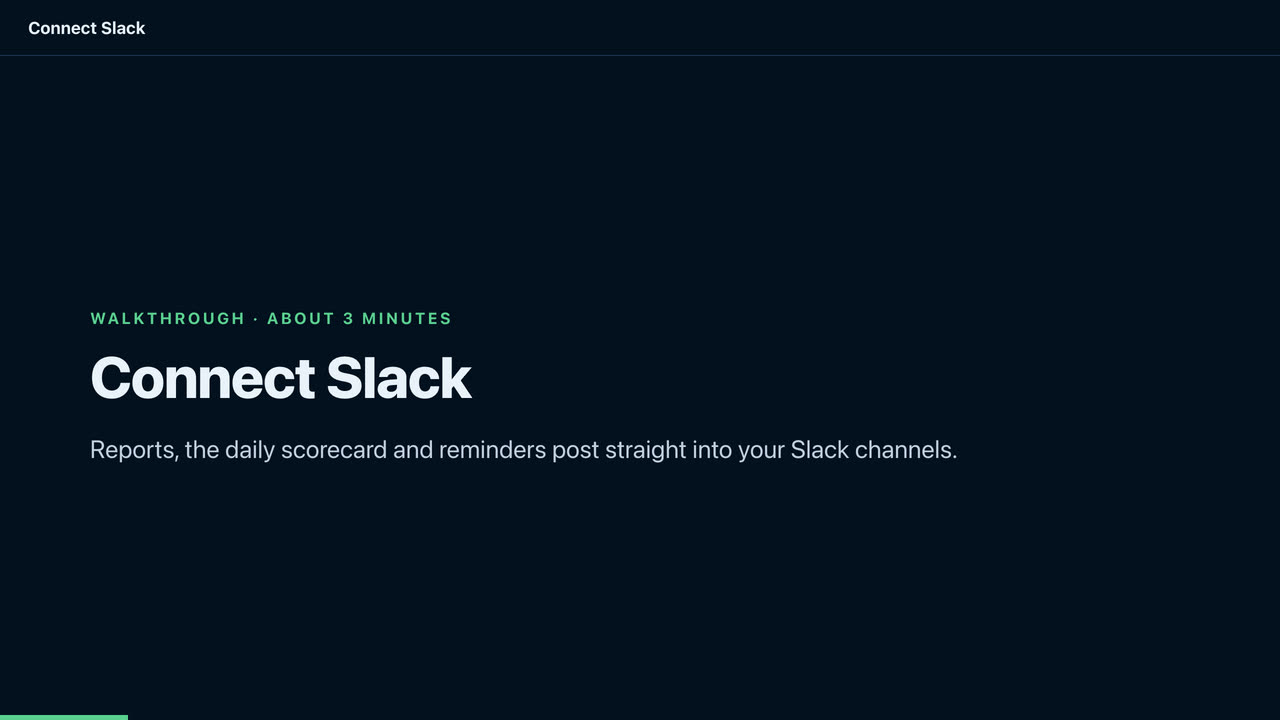 Connect Slack
WALKTHROUGH · ABOUT 3 MINUTES
Connect Slack
Reports, the daily scorecard and reminders post straight into your Slack channels.